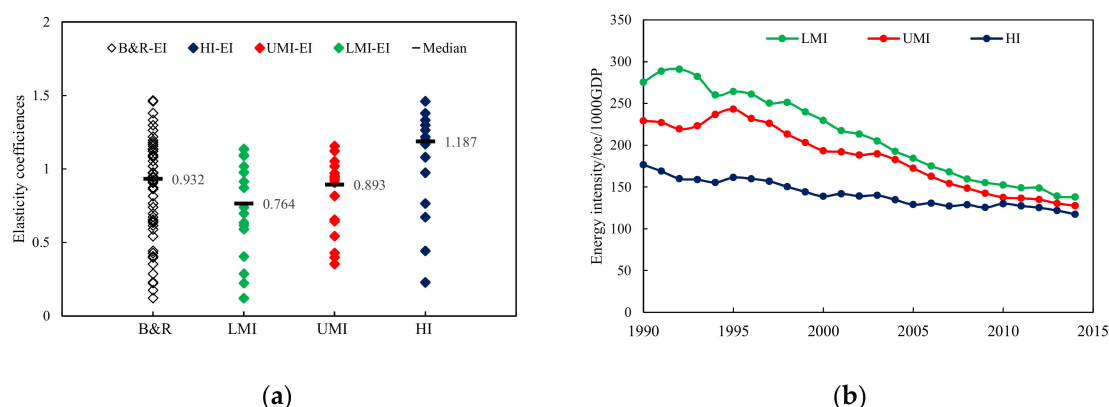 B&R-EI HI-EI UMI-EI LMI-EI Median
Elasticity coefficiences
2
1.5
1
0.5
0
0.932
0.764
0.893
1.187
B&R LMI UMI HI
(a)
LMI UMI HI
Energy intensity/toe/1000GDP
350
300
250
200
150
100
50
0
1990 1995 2000 2005 2010 2015
(b)